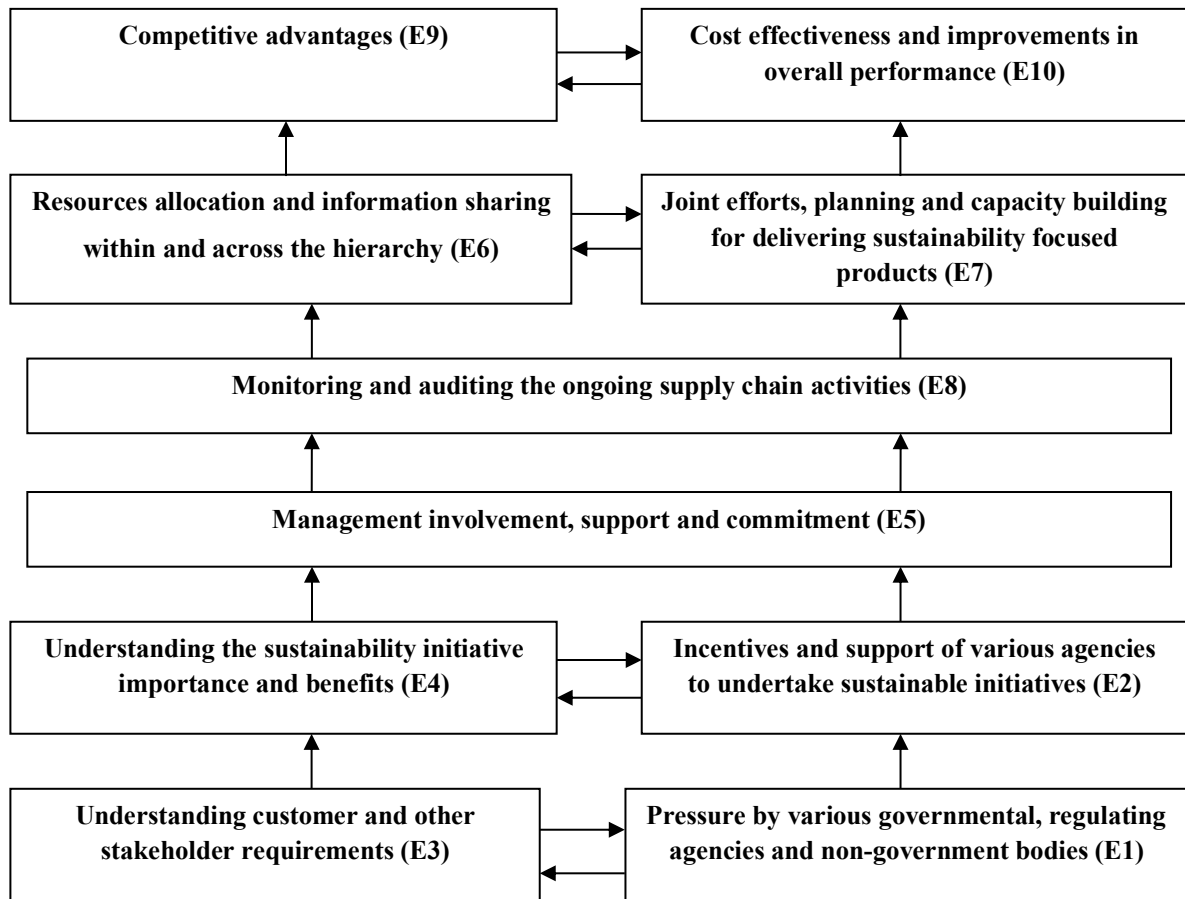 Competitive advantages (E9)
Cost effectiveness and improvements in
overall performance (E10)
Resources allocation and information sharing
within and across the hierarchy (E6)
Joint efforts, planning and capacity building
for delivering sustainability focused
products (E7)
Monitoring and auditing the ongoing supply chain activities (E8)
Management involvement, support and commitment (E5)
Understanding the sustainability initiative
importance and benefits (E4)
Incentives and support of various agencies
to undertake sustainable initiatives (E2)
Understanding customer and other
stakeholder requirements (E3)
Pressure by various governmental, regulating
agencies and non-government bodies (E1)